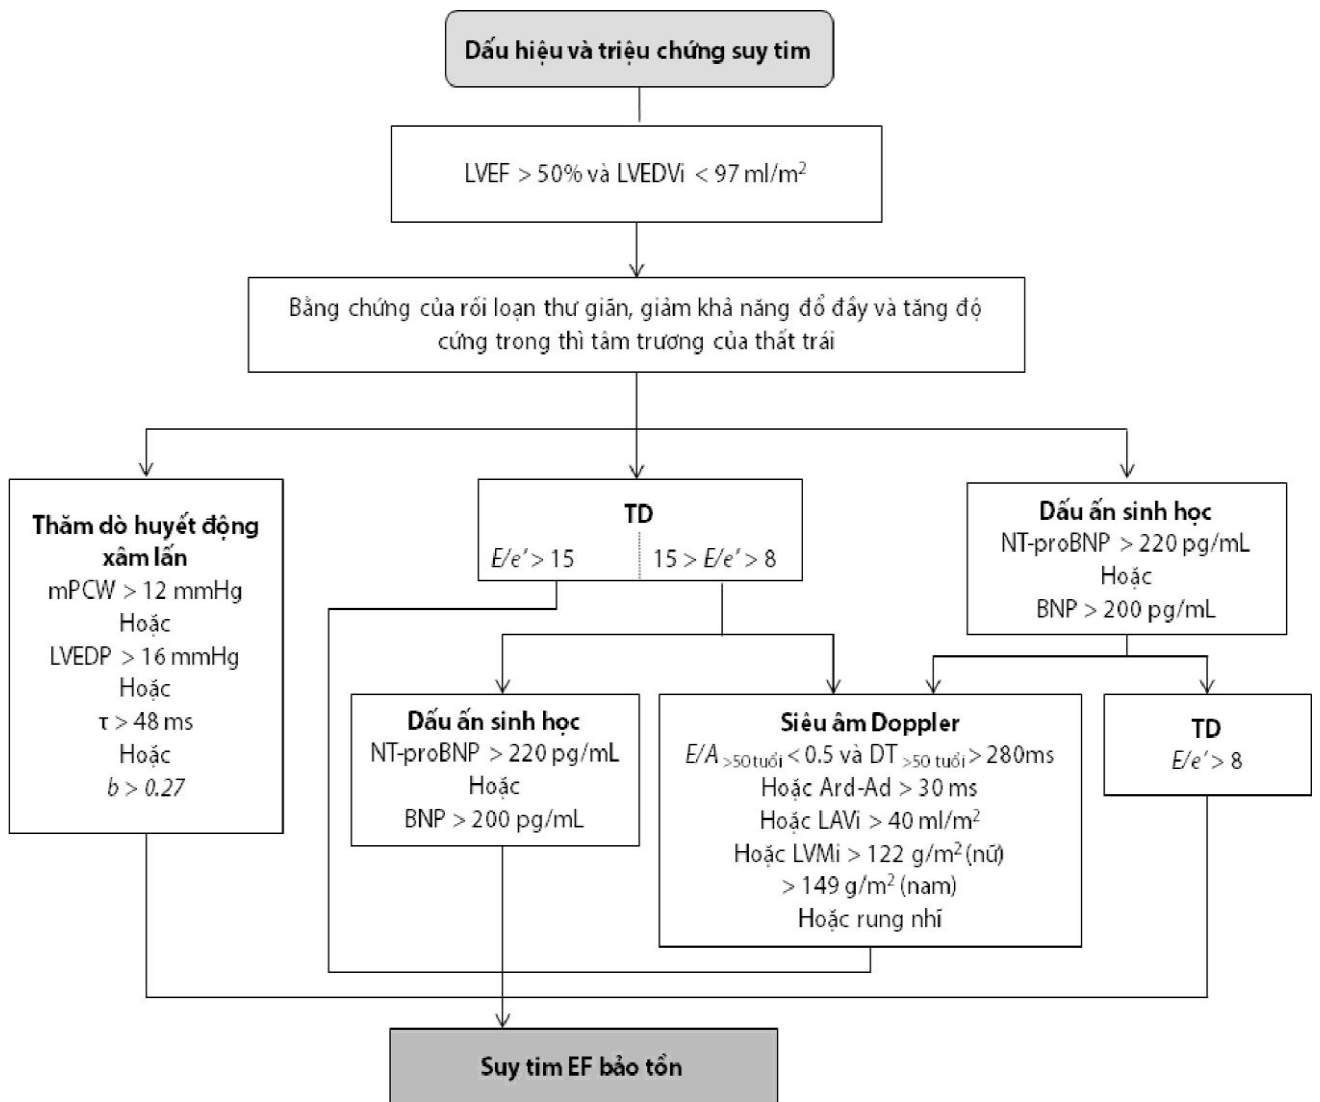 Dấu hiệu và triệu chứng suy tim
LVEF > 50% và LVEDVi < 97 ml/m²
Bằng chứng của rối loạn thư giãn, giảm khả năng đổ đầy và tăng độ
cứng trong thì tâm trương của thất trái
Thăm dò huyết động
xâm lấn
mPCW > 12 mmHg
Hoặc
LVEDP > 16 mmHg
Hoặc
τ > 48 ms
Hoặc
b > 0.27
TD
E/e' > 15
15 > E/e' > 8
Dấu ấn sinh học
NT-proBNP > 220 pg/mL
Hoặc
BNP > 200 pg/mL
Dấu ấn sinh học
NT-proBNP > 220 pg/mL
Hoặc
BNP > 200 pg/mL
Siêu âm Doppler
E/A >50 tuổi < 0.5 và DT >50 tuổi > 280ms
Hoặc Ard-Ad > 30 ms
Hoặc LAVi > 40 ml/m²
Hoặc LVMi > 122 g/m² (nữ)
> 149 g/m² (nam)
Hoặc rung nhĩ
TD
E/e' > 8
Suy tim EF bảo tồn